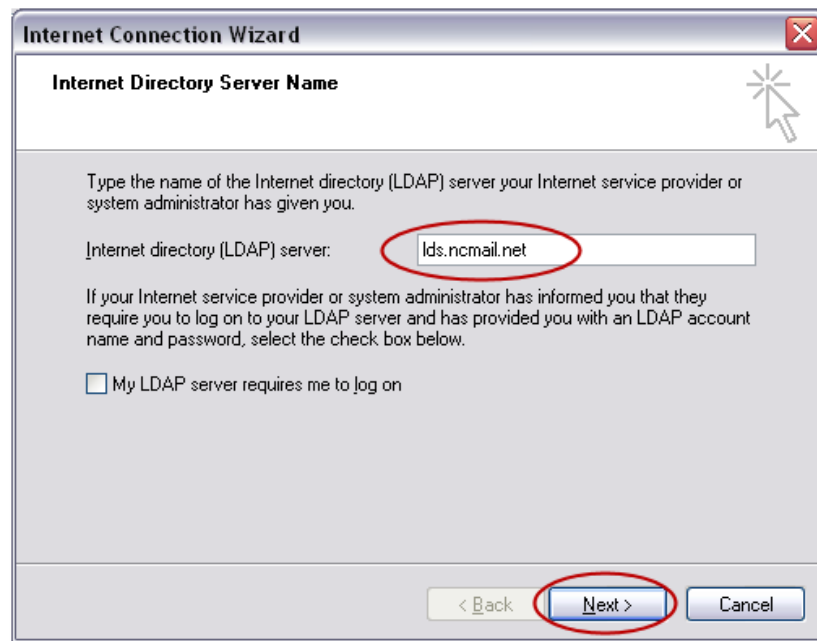 Internet Connection Wizard
Internet Directory Server Name
Type the name of the Internet directory (LDAP) server your Internet service provider or
system administrator has given you.
Internet directory (LDAP) server: lds.ncmail.net
If your Internet service provider or system administrator has informed you that they
require you to log on to your LDAP server and has provided you with an LDAP account
name and password, select the check box below.
My LDAP server requires me to log on
< Back Next > Cancel